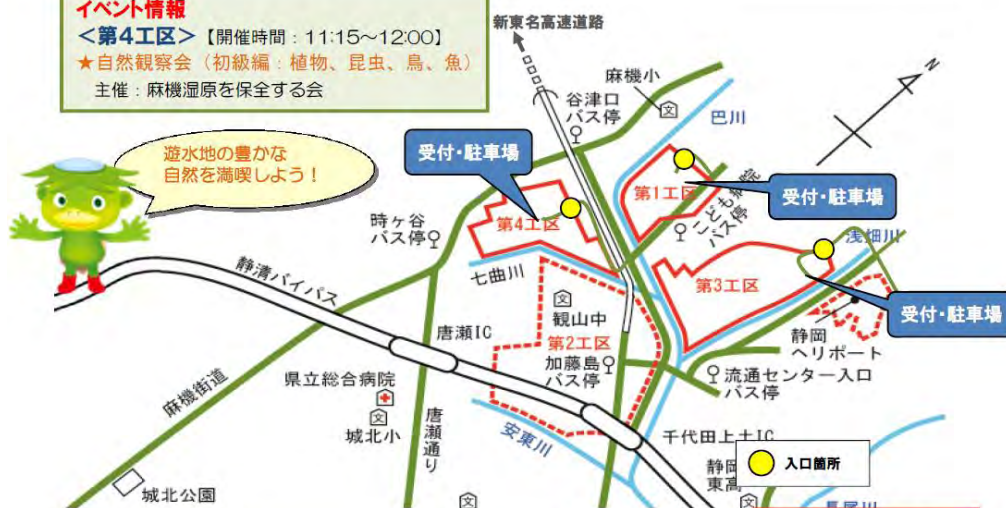 イベント情報
<第4工区>【開催時間：11:15～12:00】
★自然観察会（初級編：植物、昆虫、鳥、魚）
主催：麻機湿原を保全する会
新東名高速道路
麻機小
文
谷津口
バス停
巴川
N
遊水地の豊かな
自然を満喫しよう！
受付・駐車場
第1工区
受付・駐車場
こども病院
バス停
時ヶ谷
バス停
第4工区
浅畑川
七曲川
静清バイパス
第3工区
受付・駐車場
文
観山中
唐瀬IC
第2工区
静岡
ヘリポート
加藤島
バス停
県立総合病院
流通センター入口
バス停
麻機街道
文
城北小
唐瀬通り
安東川
千代田上土IC
入口箇所
静岡
東高
城北公園
文
文
長尾川